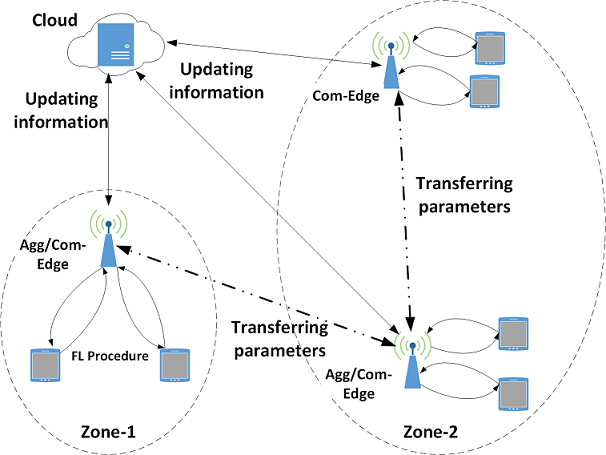 Cloud
Updating
information
Updating
information
Com-Edge
Transferring
parameters
Agg/Com-
Edge
FL Procedure
Transferring
parameters
Agg/Com-
Edge
Zone-1
Zone-2